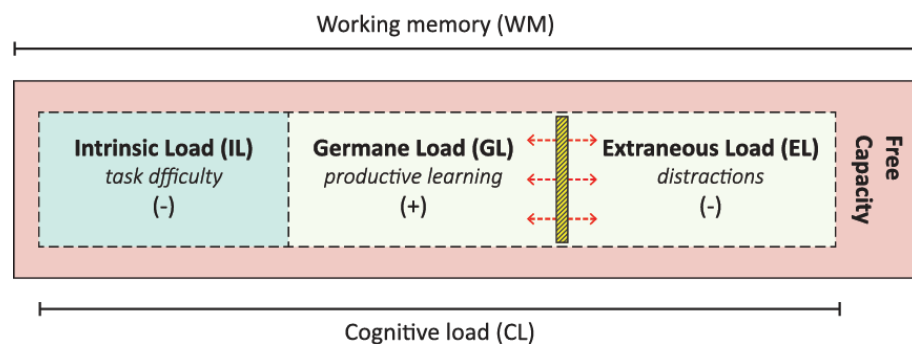 Working memory (WM)
Intrinsic Load (IL)
task dfficulty
(-)
Germane Load (GL)
productive learning
(+)
Extraneous Load (EL)
distractions
(-)
Free
Capacity
Cognitive load (CL)